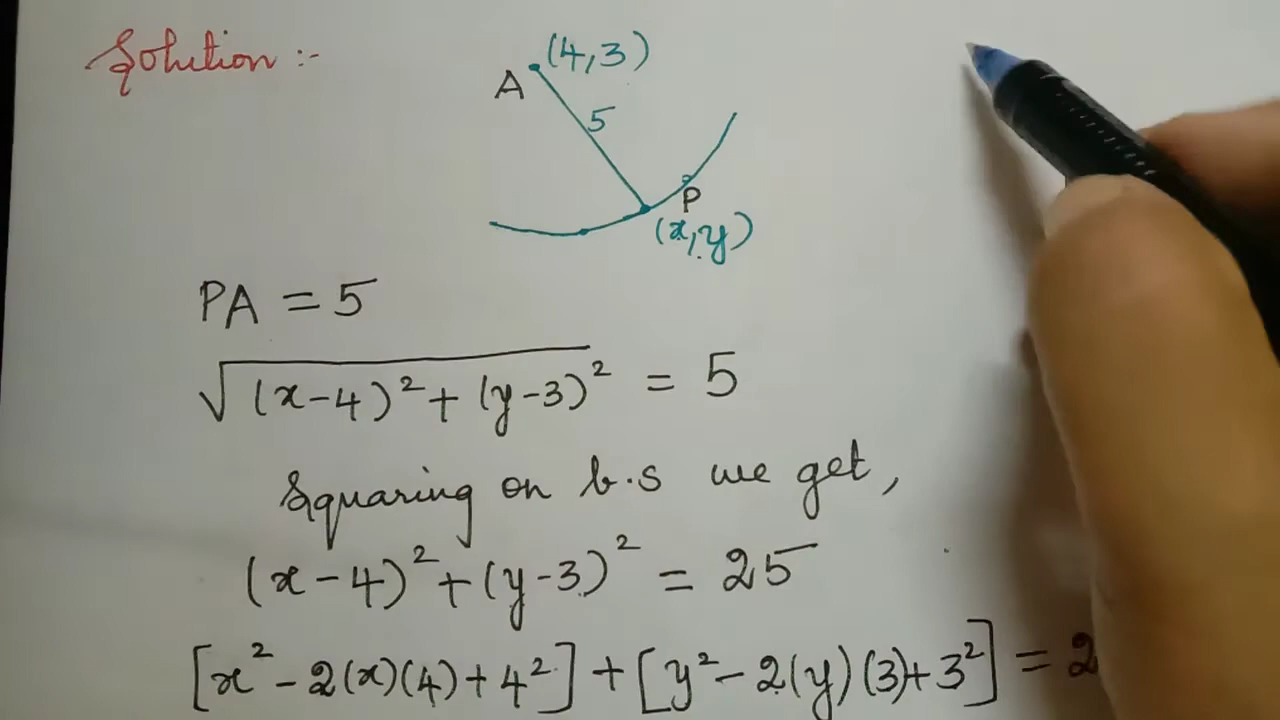 Solution :-
(4,3)
A
5
P
(x,y)
PA = 5
√(x-4)² + (y-3)² = 5
Squaring on b.s we get,
(x-4)² + (y-3)² = 25
[x² - 2(x)(4) + 4²] + [y² - 2(y)(3) + 3²] = 2